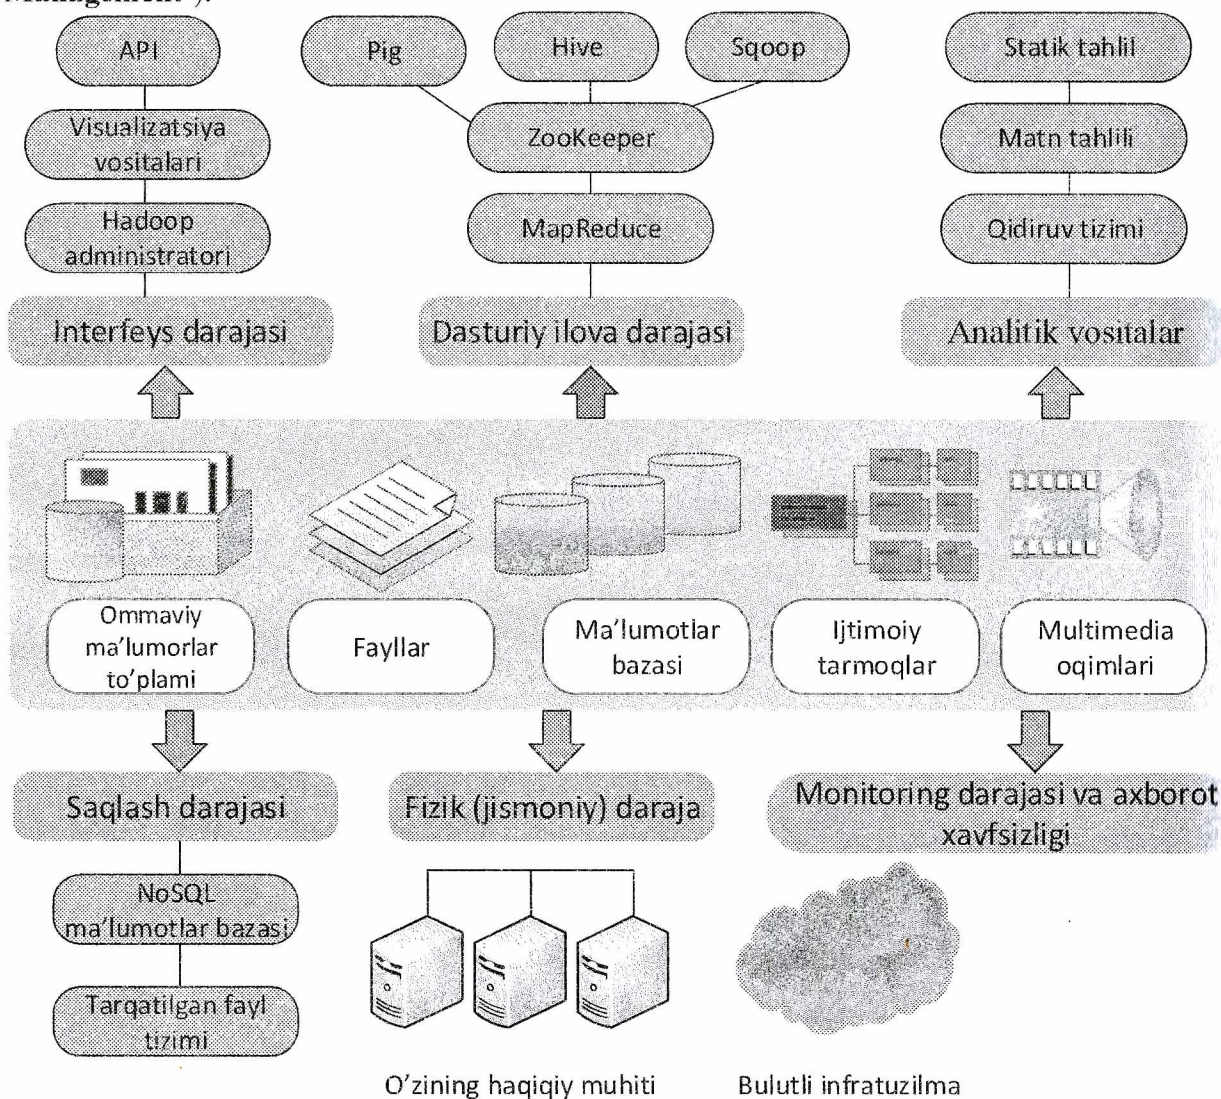 Management").
API
Pig
Hive
Sqoop
Statik tahlil
Visualizatsiya
vositalari
ZooKeeper
Matn tahlili
Hadoop
administratori
MapReduce
Qidiruv tizimi
Interfeys darajasi
Dasturiy ilova darajasi
Analitik vositalar
Ommaviy
ma'lumorlar
to'plami
Fayllar
Ma'lumotlar
bazasi
Ijtimoiy
tarmoqlar
Multimedia
oqimlari
Saqlash darajasi
Fizik (jismoniy) daraja
Monitoring darajasi va axborot
xavfsizligi
NoSQL
ma'lumotlar bazasi
Tarqatilgan fayl
tizimi
O'zining haqiqiy muhiti
Bulutli infratuzilma